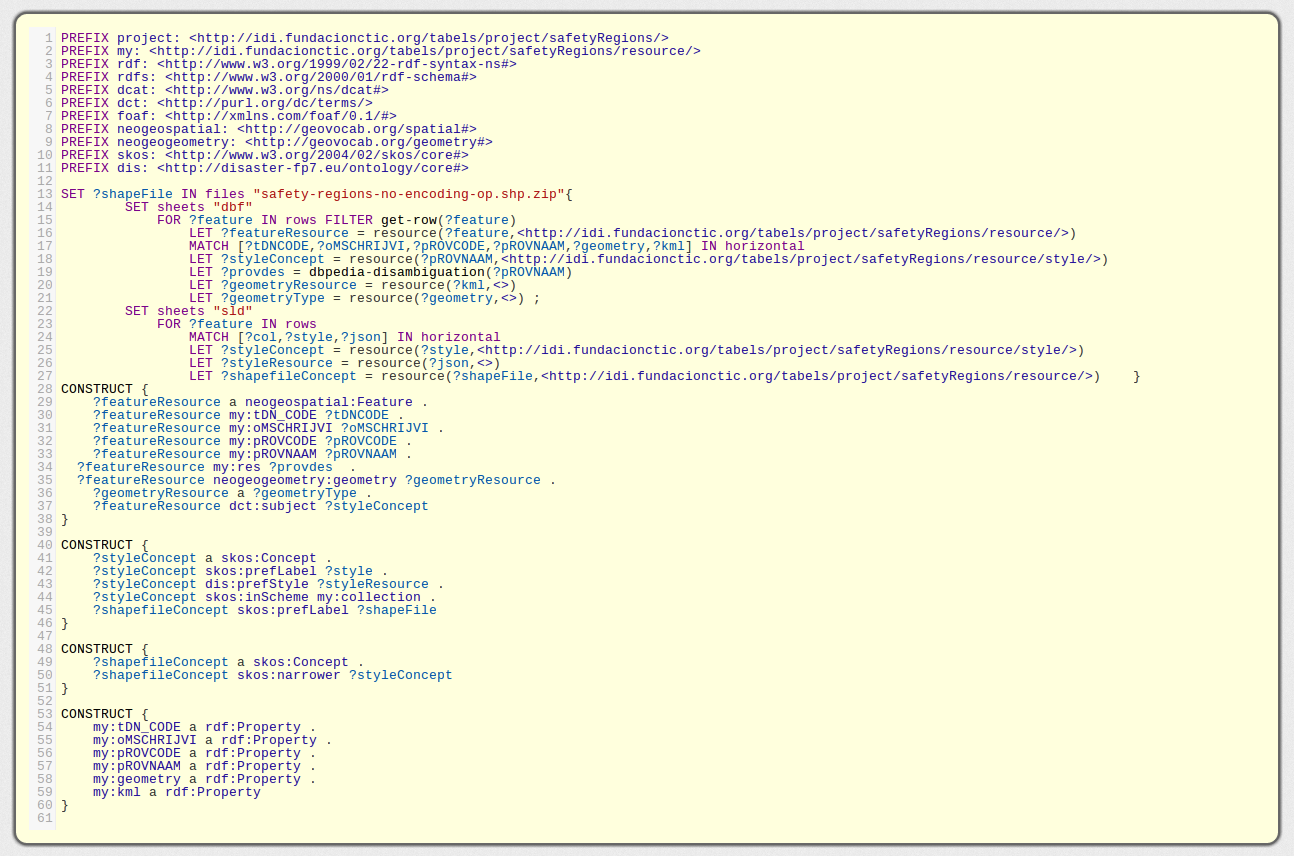 1 PREFIX project: <http://idi.fundacionctic.org/tabels/project/safetyRegions/>
2 PREFIX my: <http://idi.fundacionctic.org/tabels/project/safetyRegions/resource/>
3 PREFIX rdf: <http://www.w3.org/1999/02/22-rdf-syntax-ns#>
4 PREFIX rdfs: <http://www.w3.org/2000/01/rdf-schema#>
5 PREFIX dcat: <http://www.w3.org/ns/dcat#>
6 PREFIX dct: <http://purl.org/dc/terms/>
7 PREFIX foaf: <http://xmlns.com/foaf/0.1/#>
8 PREFIX neogeospatial: <http://geovocab.org/spatial#>
9 PREFIX neogeogeometry: <http://geovocab.org/geometry#>
10 PREFIX skos: <http://www.w3.org/2004/02/skos/core#>
11 PREFIX dis: <http://disaster-fp7.eu/ontology/core#>
12
13 SET ?shapeFile IN files "safety-regions-no-encoding-op.shp.zip"{
14         SET sheets "dbf"
15             FOR ?feature IN rows FILTER get-row(?feature)
16                 LET ?featureResource = resource(?feature,<http://idi.fundacionctic.org/tabels/project/safetyRegions/resource/>)
17                 MATCH [?tDNCODE,?oMSCHRIJVI,?pROVCODE,?pROVNAAM,?geometry,?kml] IN horizontal
18                 LET ?styleConcept = resource(?pROVNAAM,<http://idi.fundacionctic.org/tabels/project/safetyRegions/resource/style/>)
19                 LET ?provdes = dbpedia-disambiguation(?pROVNAAM)
20                 LET ?geometryResource = resource(?kml,<>)
21                 LET ?geometryType = resource(?geometry,<>) ;
22         SET sheets "sld"
23             FOR ?feature IN rows
24                 MATCH [?col,?style,?json] IN horizontal
25                 LET ?styleConcept = resource(?style,<http://idi.fundacionctic.org/tabels/project/safetyRegions/resource/style/>)
26                 LET ?styleResource = resource(?json,<>)
27                 LET ?shapefileConcept = resource(?shapeFile,<http://idi.fundacionctic.org/tabels/project/safetyRegions/resource/>)    }
28 CONSTRUCT {
29     ?featureResource a neogeospatial:Feature .
30     ?featureResource my:tDN_CODE ?tDNCODE .
31     ?featureResource my:oMSCHRIJVI ?oMSCHRIJVI .
32     ?featureResource my:pROVCODE ?pROVCODE .
33     ?featureResource my:pROVNAAM ?pROVNAAM .
34   ?featureResource my:res ?provdes  .
35   ?featureResource neogeogeometry:geometry ?geometryResource .
36     ?geometryResource a ?geometryType .
37     ?featureResource dct:subject ?styleConcept
38 }
39
40 CONSTRUCT {
41     ?styleConcept a skos:Concept .
42     ?styleConcept skos:prefLabel ?style .
43     ?styleConcept dis:prefStyle ?styleResource .
44     ?styleConcept skos:inScheme my:collection .
45     ?shapefileConcept skos:prefLabel ?shapeFile
46 }
47
48 CONSTRUCT {
49     ?shapefileConcept a skos:Concept .
50     ?shapefileConcept skos:narrower ?styleConcept
51 }
52
53 CONSTRUCT {
54     my:tDN_CODE a rdf:Property .
55     my:oMSCHRIJVI a rdf:Property .
56     my:pROVCODE a rdf:Property .
57     my:pROVNAAM a rdf:Property .
58     my:geometry a rdf:Property .
59     my:kml a rdf:Property
60 }
61